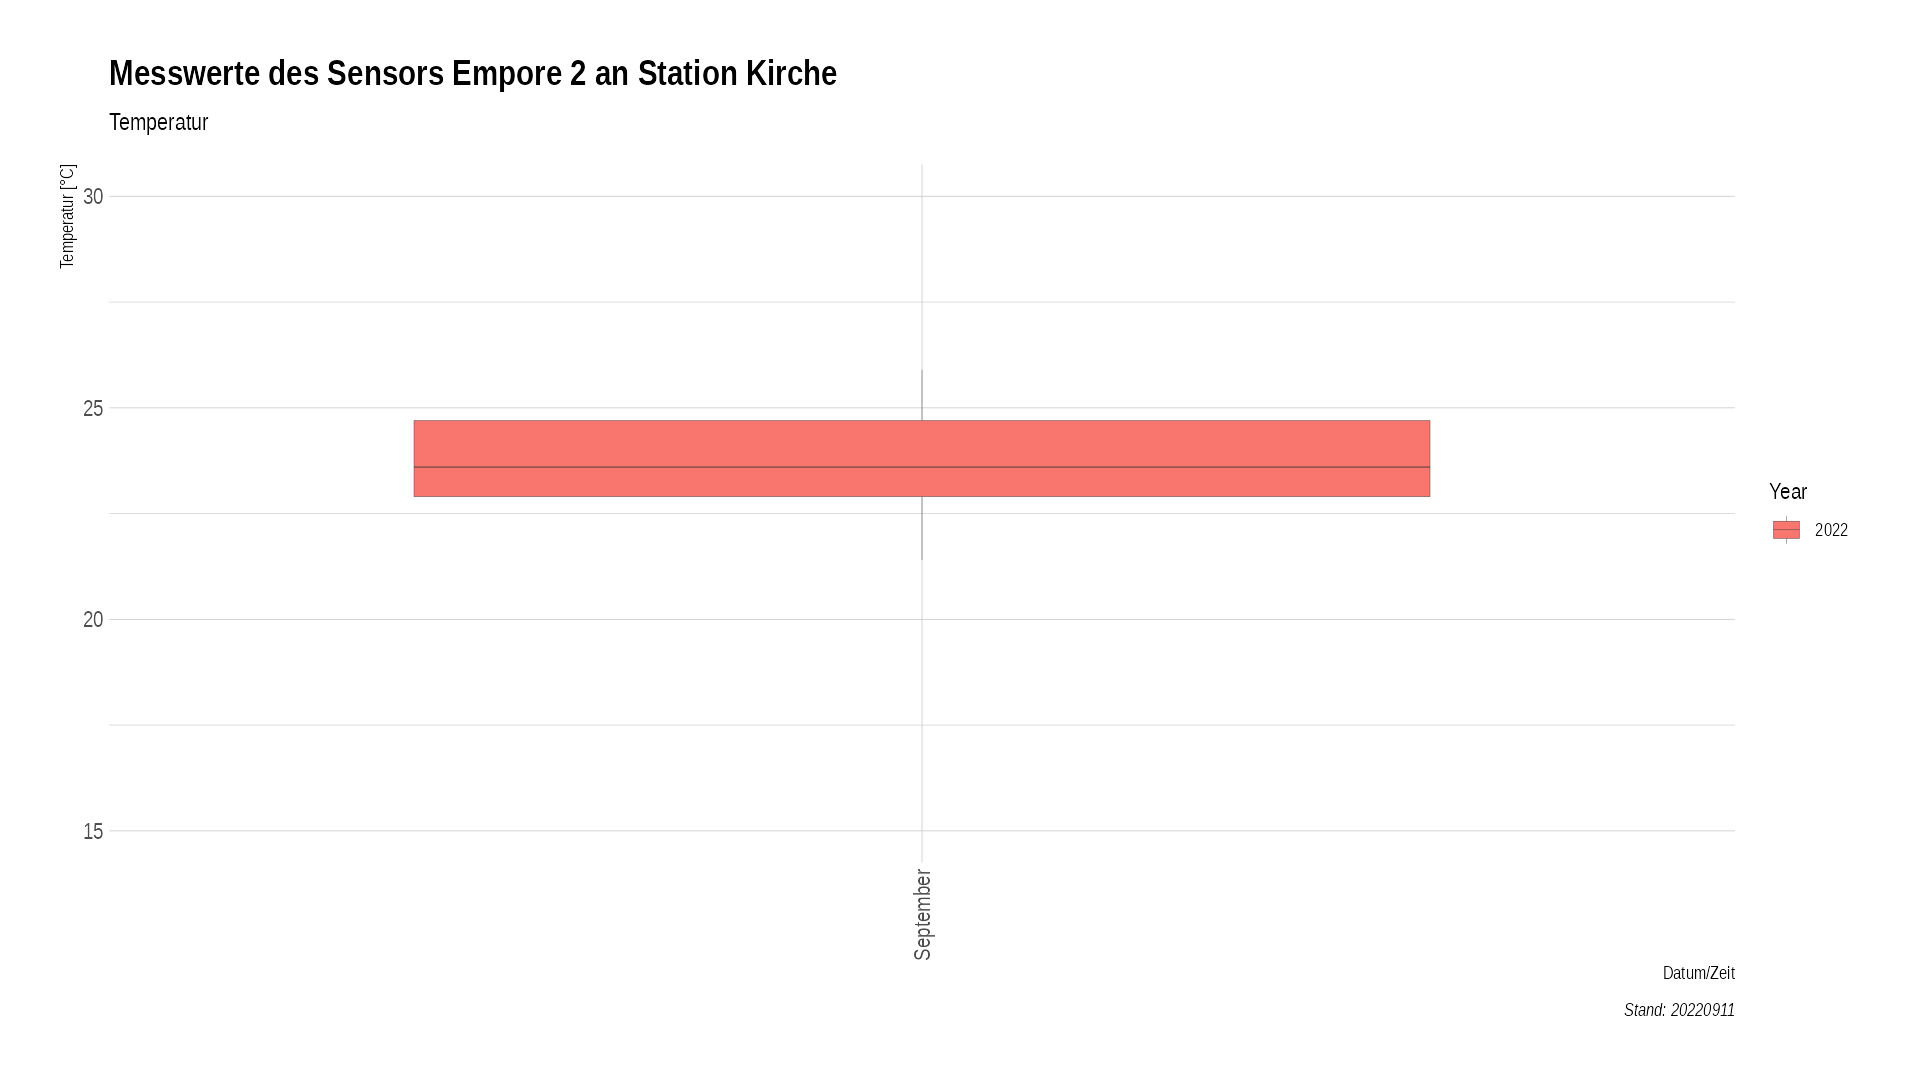 Messwerte des Sensors Empore 2 an Station Kirche
Temperatur
Temperatur [°C]
30
25
20
15
September
Datum/Zeit
Stand: 20220911
Year
2022